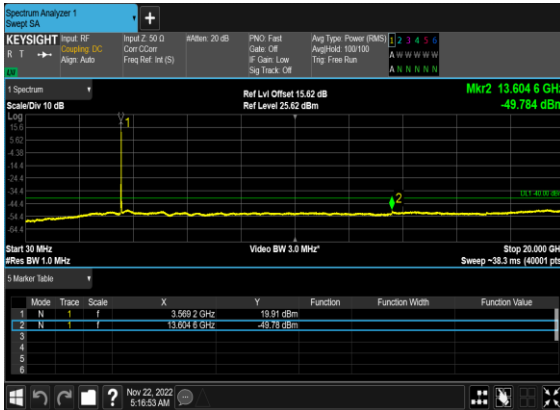 Spectrum Analyzer 1
Swept SA
+
KEYSIGHT Input: RF Input Z: 50 Ω #Atten: 20 dB PNO: Fast Avg Type: Power (RMS) 1 2 3 4 5 6
R T Coupling: DC Corr CCorr Gate: Off Avg|Hold: 100/100 A W W W W W
Align: Auto Freq Ref: Int (S) IF Gain: Low Trig: Free Run
Sig Track: Off A N N N N N
1 Spectrum
Scale/Div 10 dB
Ref Lvl Offset 15.62 dB
Ref Level 25.62 dBm
Mkr2 13.604 6 GHz
-49.784 dBm
Log
15.6
5.62
-4.38
-14.4
-24.4
-34.4
-44.4
-54.4
-64.4
1
2
DL1 -40.00 dBm
Start 30 MHz Video BW 3.0 MHz* Stop 20.000 GHz
#Res BW 1.0 MHz Sweep ~38.3 ms (40001 pts)
5 Marker Table
Mode Trace Scale X Y Function Function Width Function Value
1 N 1 f 3.569 2 GHz 19.91 dBm
2 N 1 f 13.604 6 GHz -49.78 dBm
3
4
5
6
? Nov 22, 2022
5:16:53 AM